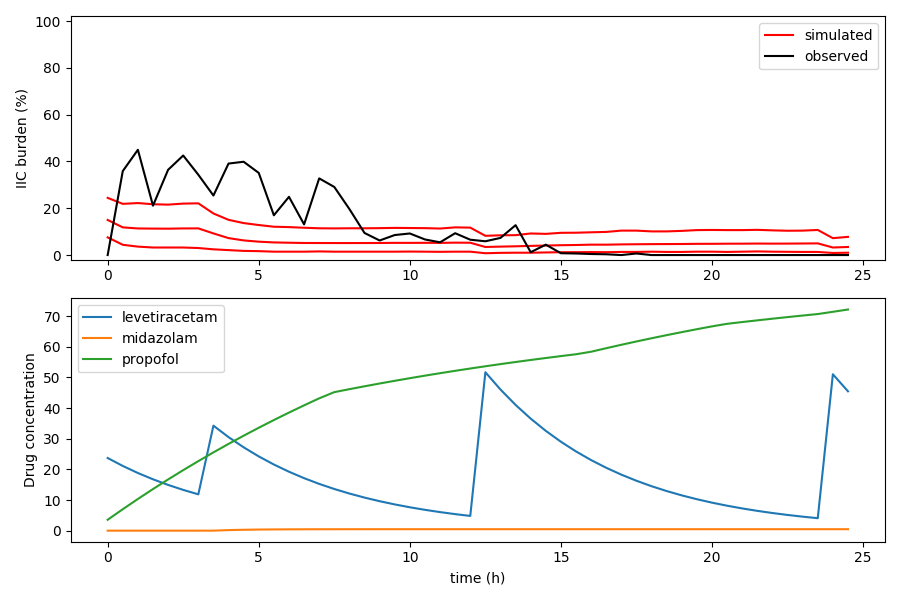 100
80
60
40
20
0
IIC burden (%)
simulated
observed
0 5 10 15 20 25
70
60
50
40
30
20
10
0
Drug concentration
levetiracetam
midazolam
propofol
0 5 10 15 20 25
time (h)